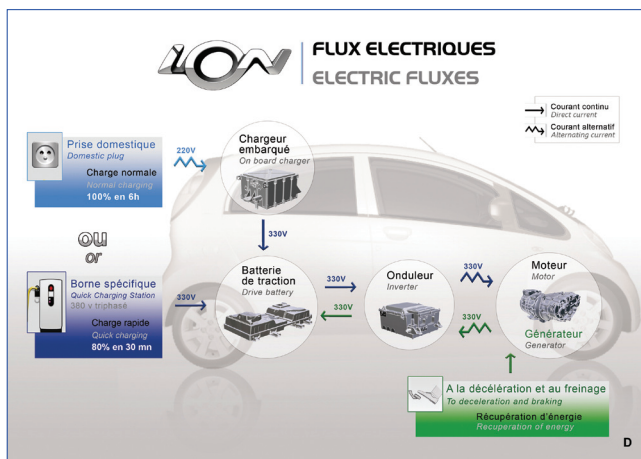 iOn
FLUX ELECTRIQUES
ELECTRIC FLUXES
Courant continu
Direct current
Courant alternatif
Alternating current
Prise domestique
Domestic plug
Charge normale
Normal charging
100% en 6h
220V
Chargeur
embarqué
On board charger
330V
ou
or
Borne spécifique
Quick Charging Station
380 v triphasé
Charge rapide
Quick charging
80% en 30 mn
330V
Batterie
de traction
Drive battery
330V
330V
Onduleur
Inverter
330V
330V
Moteur
Motor
Générateur
Generator
A la décélération et au freinage
To deceleration and braking
Récupération d'énergie
Recuperation of energy
D